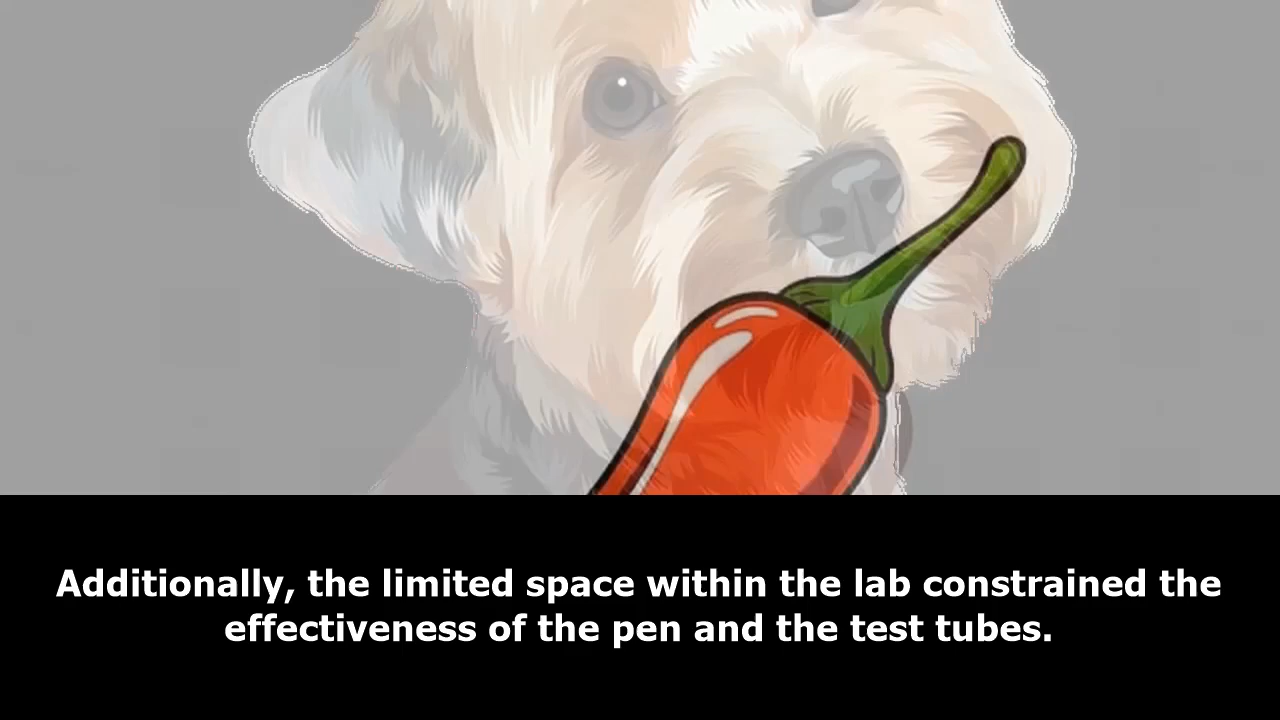 Additionally, the limited space within the lab constrained the
effectiveness of the pen and the test tubes.